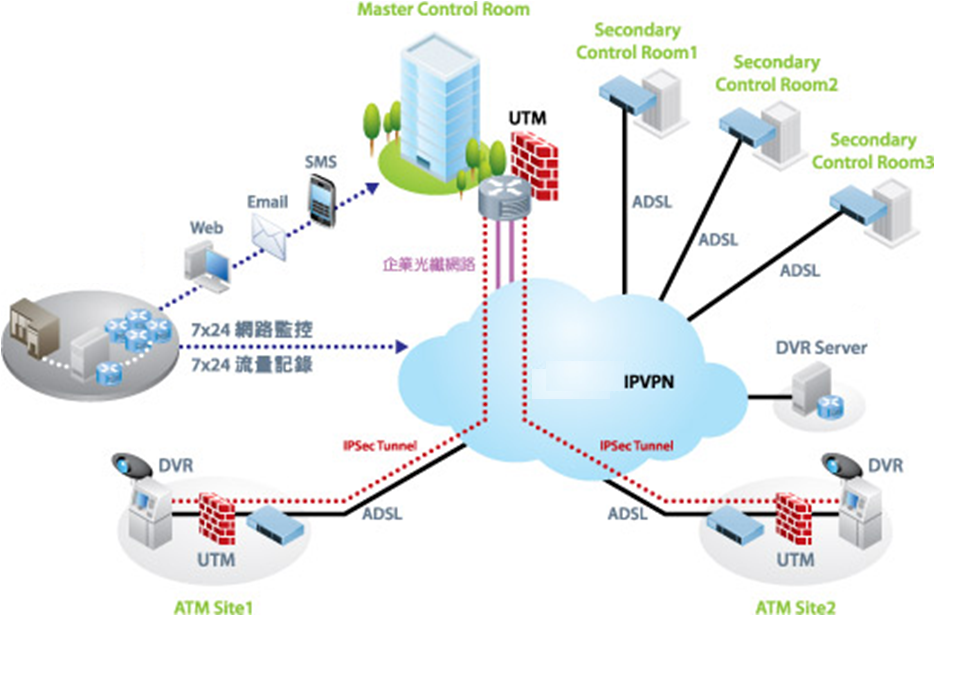 Master Control Room
Secondary
Control Room1
Secondary
Control Room2
Secondary
Control Room3
UTM
SMS
Email
Web
ADSL
ADSL
ADSL
企業光纖網路
7x24 網路監控
7x24 流量記錄
IPVPN
DVR Server
IPSec Tunnel
IPSec Tunnel
DVR
DVR
ADSL
ADSL
UTM
UTM
ATM Site1
ATM Site2